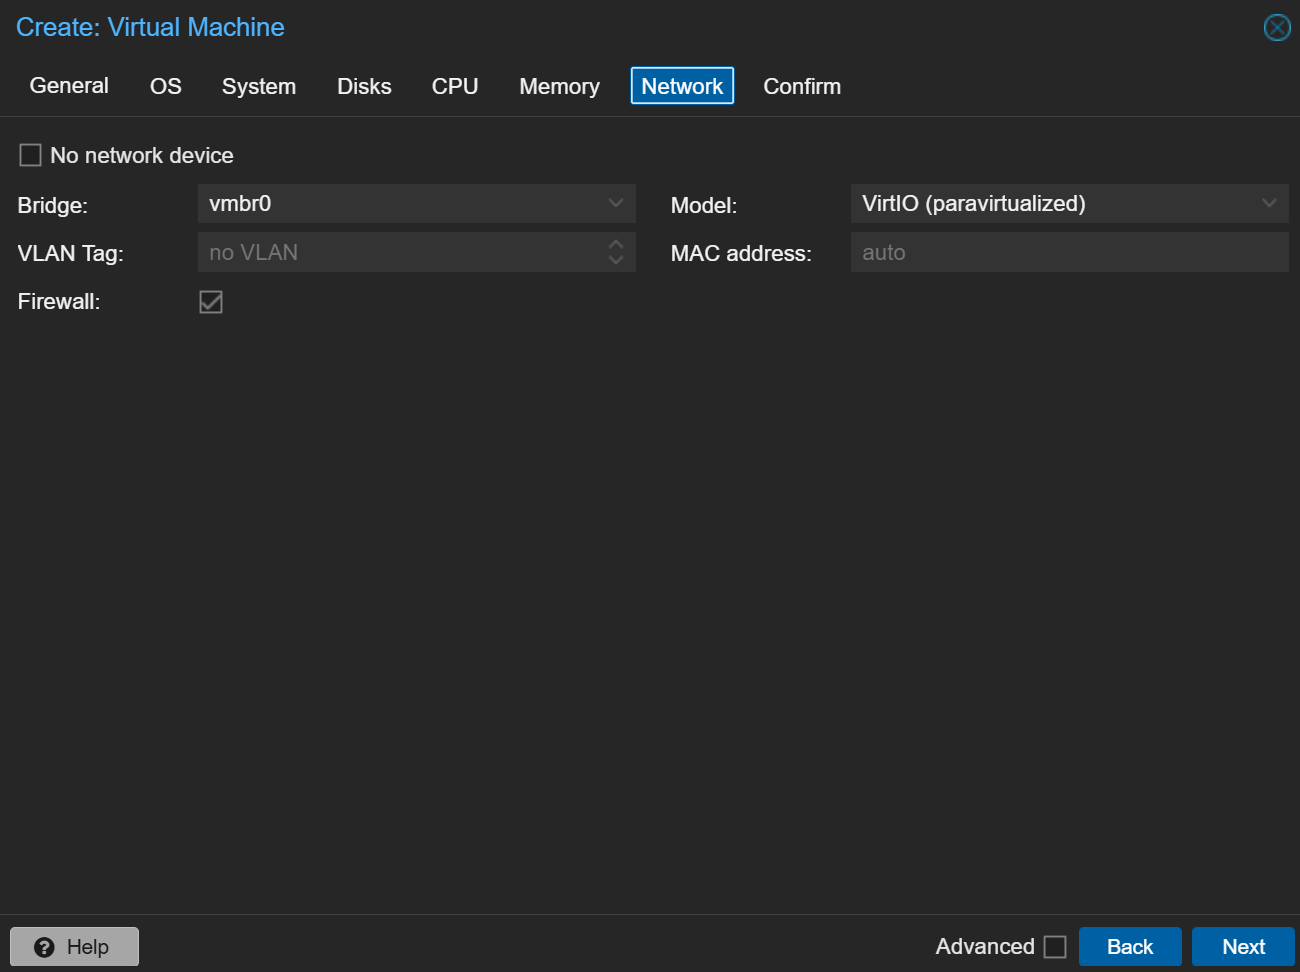 Create: Virtual Machine
General OS System Disks CPU Memory Network Confirm
No network device
Bridge: vmbr0 Model: VirtIO (paravirtualized)
VLAN Tag: no VLAN MAC address: auto
Firewall:
Help Advanced Back Next